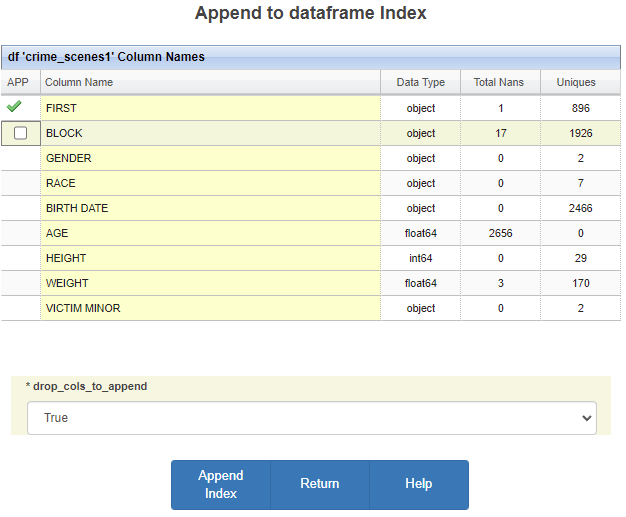 Append to dataframe Index
df 'crime_scenes1' Column Names
APP Column Name Data Type Total Nans Uniques
FIRST object 1 896
BLOCK object 17 1926
GENDER object 0 2
RACE object 0 7
BIRTH DATE object 0 2466
AGE float64 2656 0
HEIGHT int64 0 29
WEIGHT float64 3 170
VICTIM MINOR object 0 2
* drop_cols_to_append
True
Append
Index
Return
Help